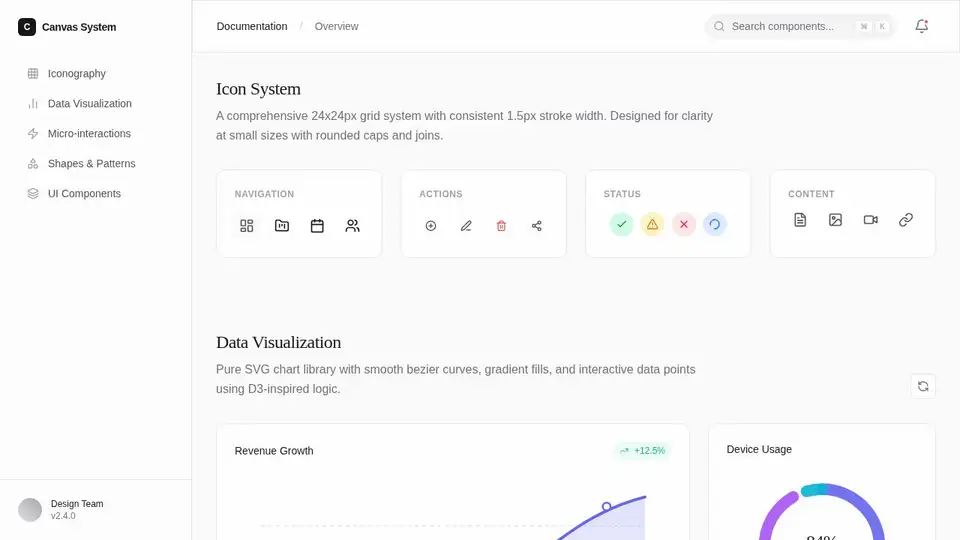 C Canvas System
Documentation / Overview
Search components... ⌘ K
Iconography
Data Visualization
Micro-interactions
Shapes & Patterns
UI Components
Design Team
v2.4.0
Icon System
A comprehensive 24x24px grid system with consistent 1.5px stroke width. Designed for clarity
at small sizes with rounded caps and joins.
NAVIGATION
ACTIONS
STATUS
CONTENT
Data Visualization
Pure SVG chart library with smooth bezier curves, gradient fills, and interactive data points
using D3-inspired logic.
Revenue Growth
+12.5%
Device Usage
84%